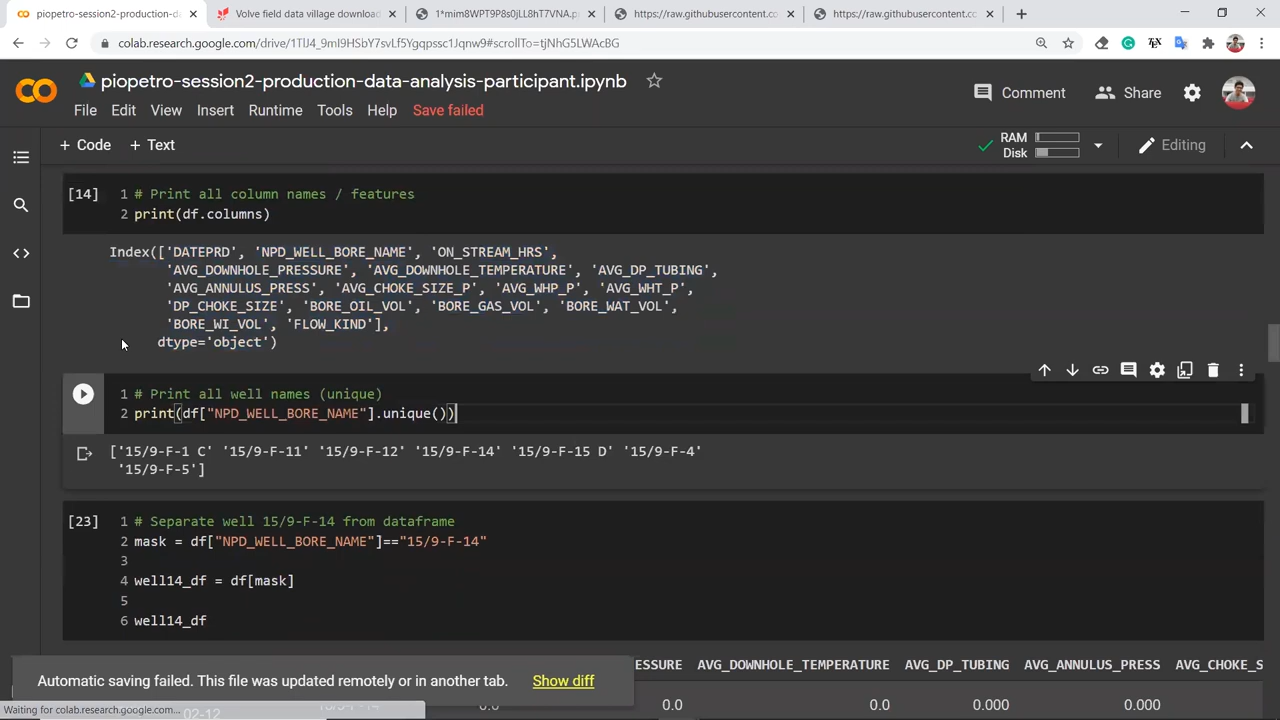 piopetro-session2-production-d
Volve field data village download
1*mim8WPT9P8s0jLL8hT7VNA.p
https://raw.githubusercontent.co
https://raw.githubusercontent.cc
colab.research.google.com/drive/1TlJ4_9mI9HSbY7svLf5Ygqpssc1Jqnw9#scrollTo=tjNhG5LWAcBG
piopetro-session2-production-data-analysis-participant.ipynb
Comment
Share
File Edit View Insert Runtime Tools Help Save failed
+ Code + Text
RAM
Disk
Editing
[14]
1 # Print all column names / features
2 print(df.columns)
Index(['DATEPRD', 'NPD_WELL_BORE_NAME', 'ON_STREAM_HRS',
'AVG_DOWNHOLE_PRESSURE', 'AVG_DOWNHOLE_TEMPERATURE', 'AVG_DP_TUBING',
'AVG_ANNULUS_PRESS', 'AVG_CHOKE_SIZE_P', 'AVG_WHP_P', 'AVG_WHT_P',
'DP_CHOKE_SIZE', 'BORE_OIL_VOL', 'BORE_GAS_VOL', 'BORE_WAT_VOL',
'BORE_WI_VOL', 'FLOW_KIND'],
dtype='object')
1 # Print all well names (unique)
2 print(df["NPD_WELL_BORE_NAME"].unique())
['15/9-F-1 C' '15/9-F-11' '15/9-F-12' '15/9-F-14' '15/9-F-15 D' '15/9-F-4'
'15/9-F-5']
[23]
1 # Separate well 15/9-F-14 from dataframe
2 mask = df["NPD_WELL_BORE_NAME"]=="15/9-F-14"
3
4 well14_df = df[mask]
5
6 well14_df
ESSURE AVG_DOWNHOLE_TEMPERATURE AVG_DP_TUBING AVG_ANNULUS_PRESS AVG_CHOKE_S
Automatic saving failed. This file was updated remotely or in another tab. Show diff
0.0 0.0 0.000 0.000
Waiting for colab.research.google.com...
02-12